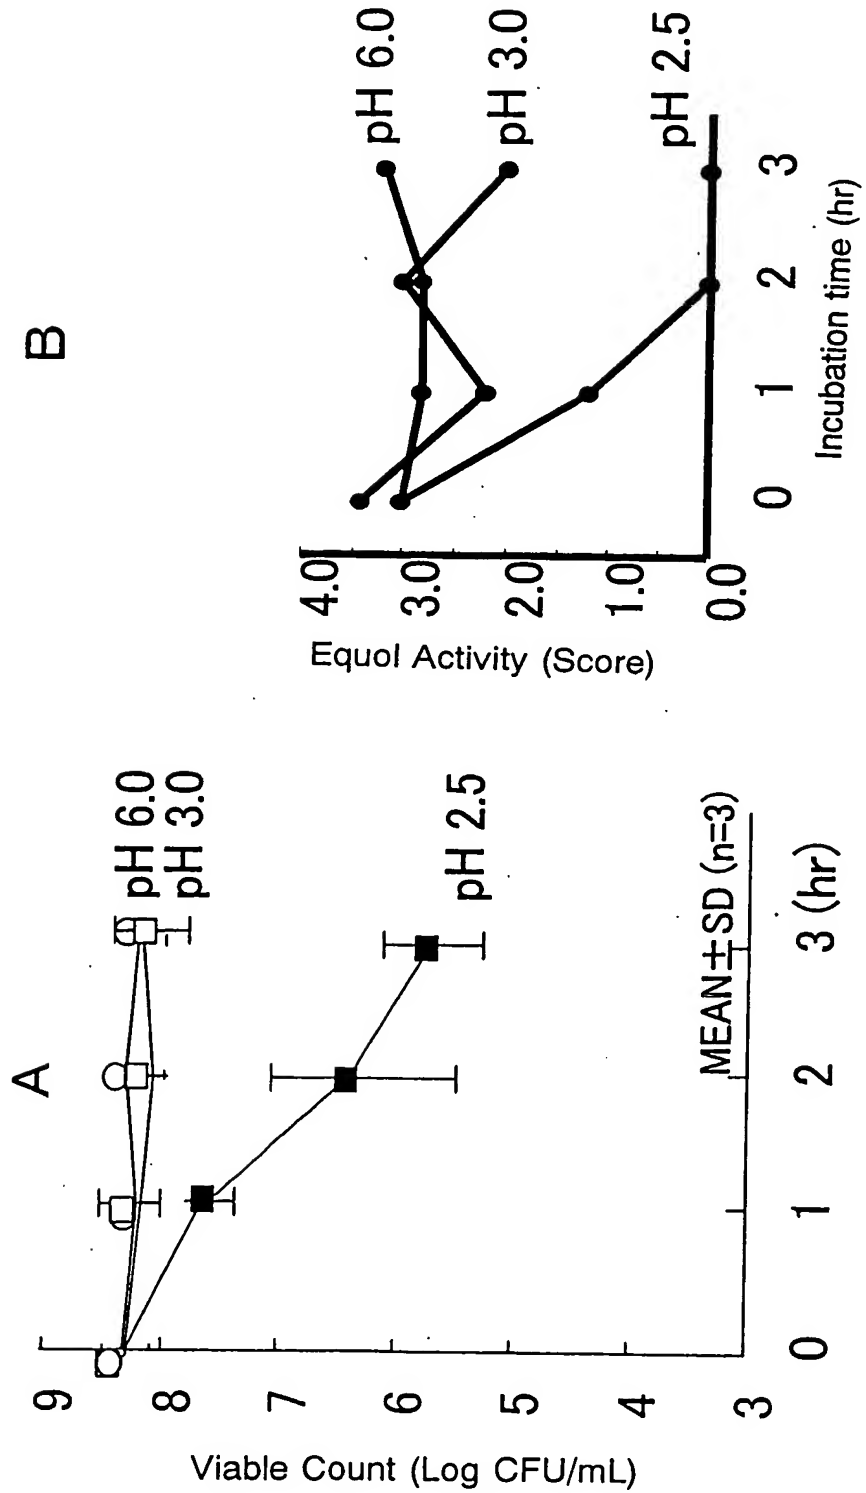 A
Viable Count (Log CFU/mL)
9
8
7
6
5
4
3
0
1
2
3 (hr)
pH 6.0
pH 3.0
pH 2.5
MEAN±SD (n=3)
B
Equol Activity (Score)
4.0
3.0
2.0
1.0
0.0
0
1
2
3
Incubation time (hr)
pH 6.0
pH 3.0
pH 2.5